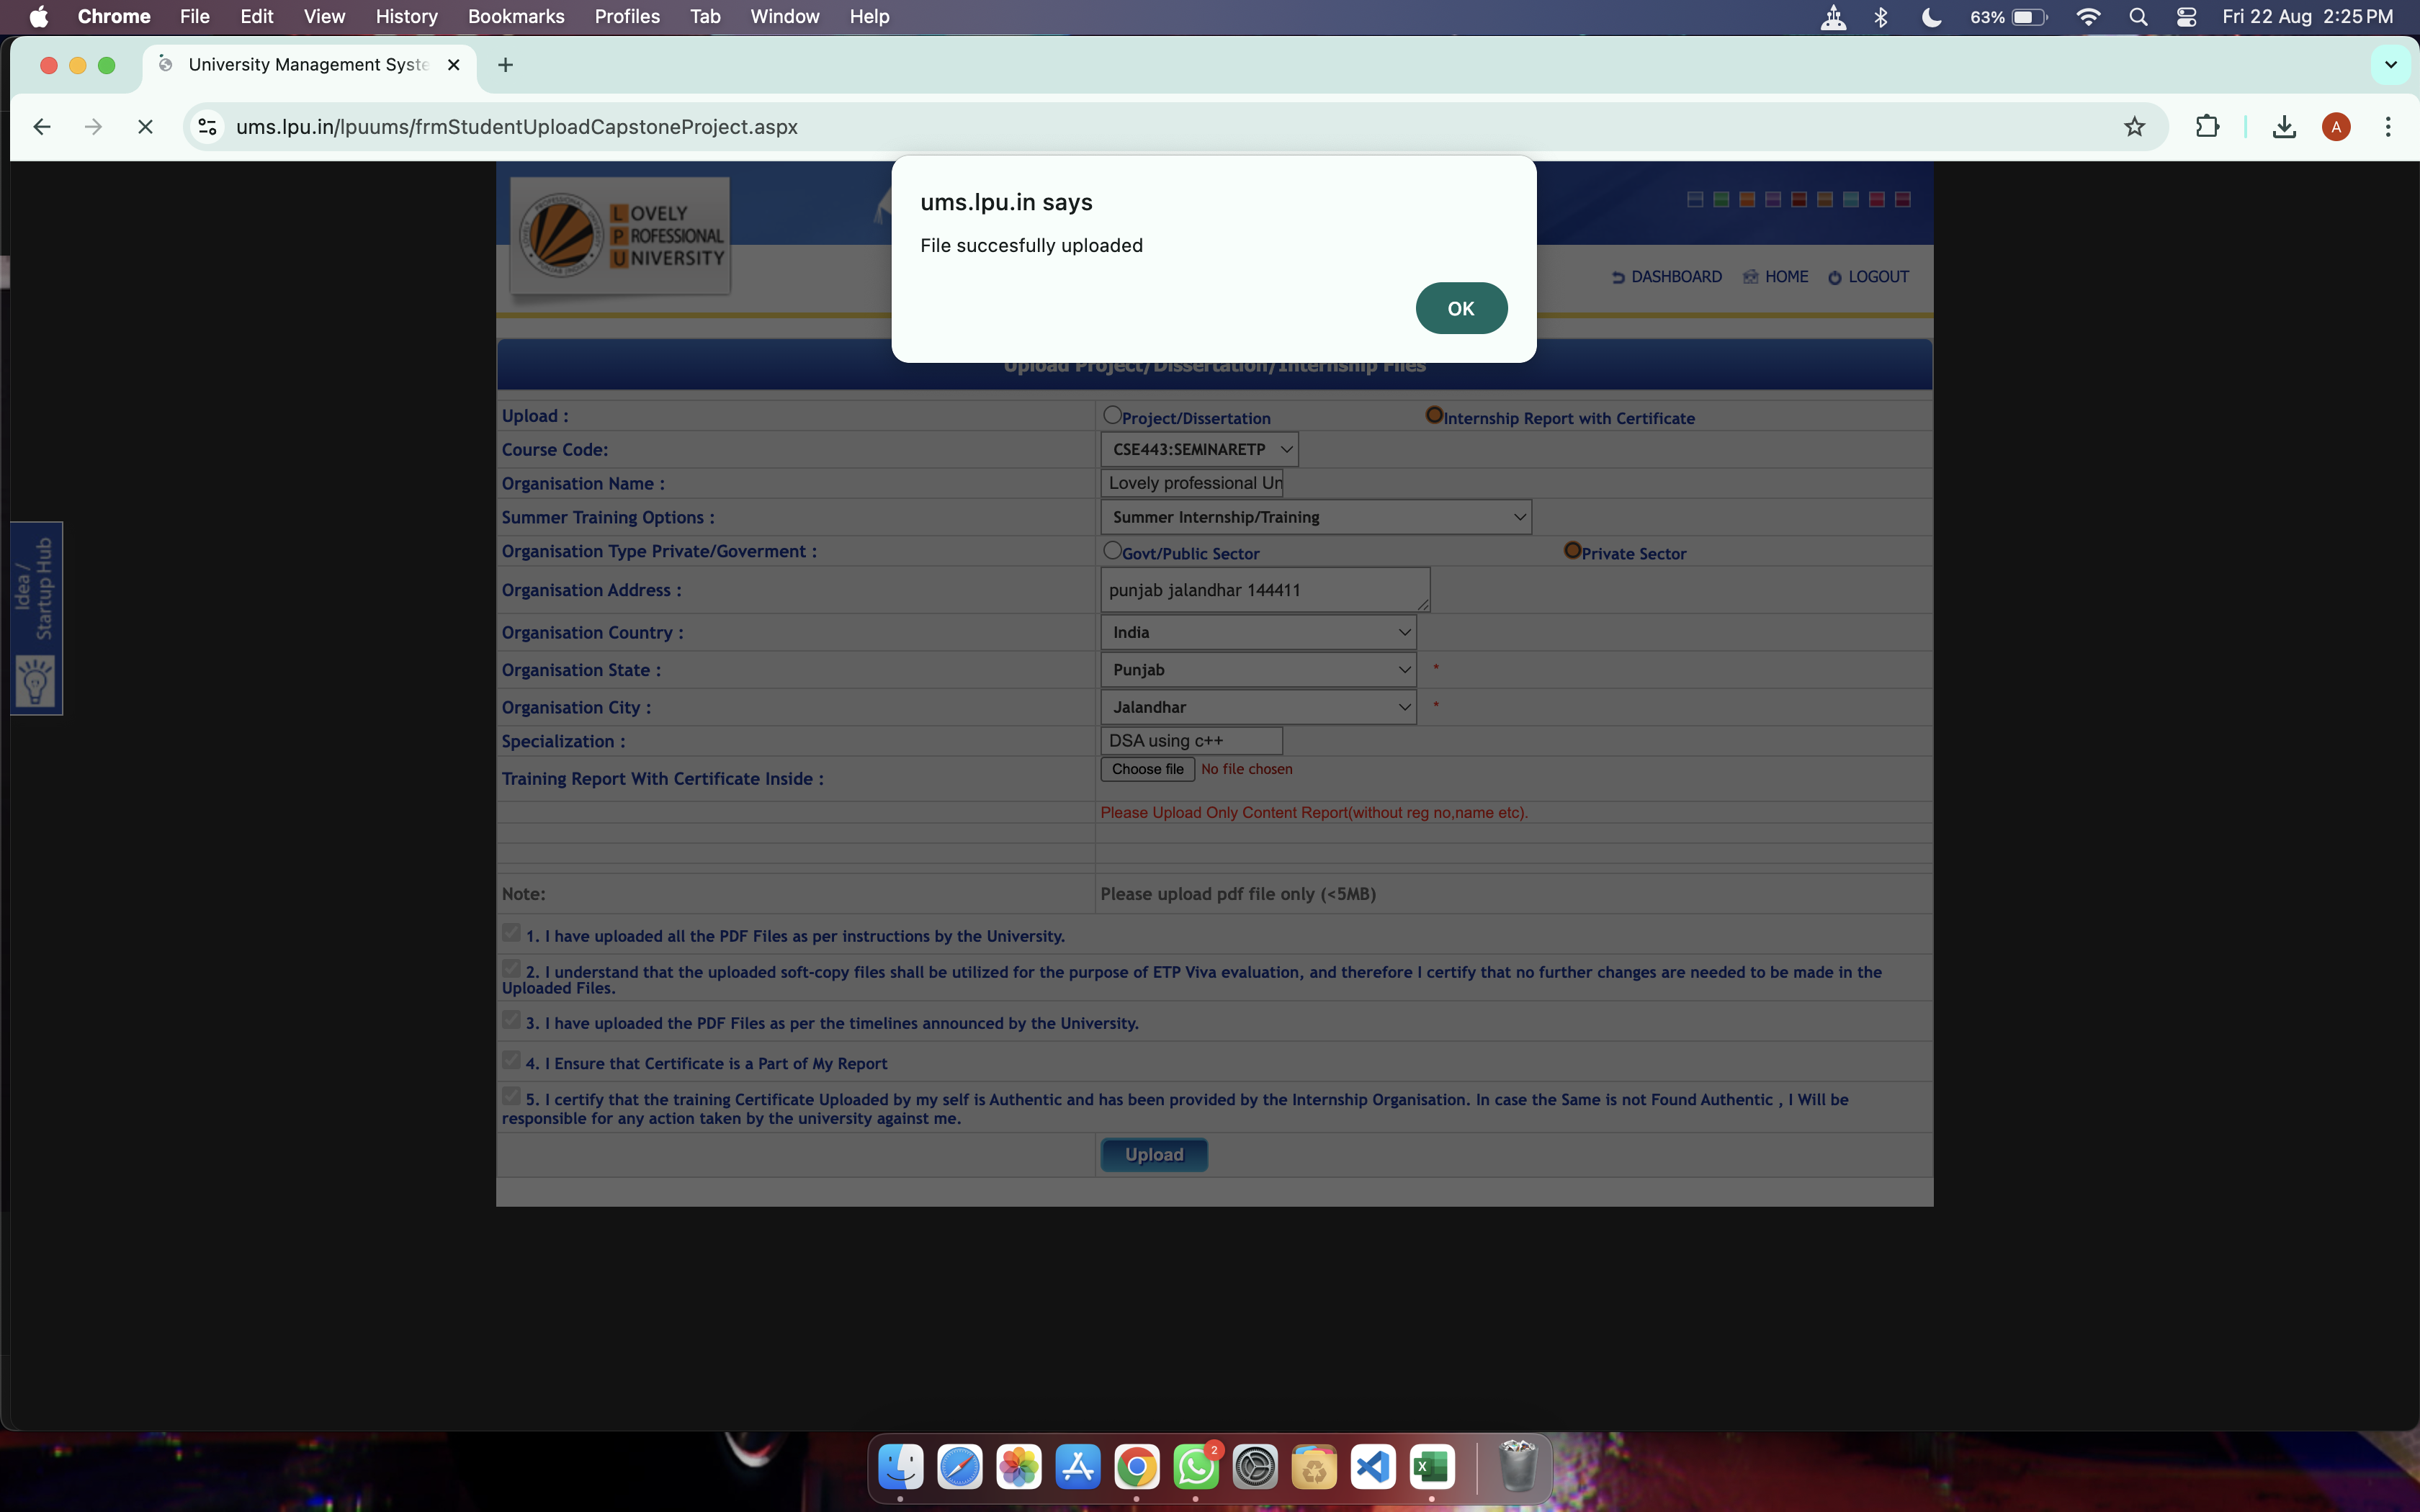 Chrome File Edit View History Bookmarks Profiles Tab Window Help 63% Fri 22 Aug 2:25 PM
University Management Syste
ums.lpu.in/lpuums/frmStudentUploadCapstoneProject.aspx A
ums.lpu.in says
File succesfully uploaded
OK
LOVELY
PROFESSIONAL
UNIVERSITY
DASHBOARD HOME LOGOUT
Upload Project/Dissertation/Internship Files
Upload : Project/Dissertation Internship Report with Certificate
Course Code: CSE443:SEMINARETP
Organisation Name : Lovely professional Un
Summer Training Options : Summer Internship/Training
Organisation Type Private/Goverment : Govt/Public Sector Private Sector
Organisation Address : punjab jalandhar 144411
Organisation Country : India
Organisation State : Punjab *
Organisation City : Jalandhar *
Specialization : DSA using c++
Training Report With Certificate Inside : Choose file No file chosen
Please Upload Only Content Report(without reg no,name etc).
Note: Please upload pdf file only (<5MB)
1. I have uploaded all the PDF Files as per instructions by the University.
2. I understand that the uploaded soft-copy files shall be utilized for the purpose of ETP Viva evaluation, and therefore I certify that no further changes are needed to be made in the
Uploaded Files.
3. I have uploaded the PDF Files as per the timelines announced by the University.
4. I Ensure that Certificate is a Part of My Report
5. I certify that the training Certificate Uploaded by my self is Authentic and has been provided by the Internship Organisation. In case the Same is not Found Authentic , I Will be
responsible for any action taken by the university against me.
Upload
Idea /
Startup Hub
2